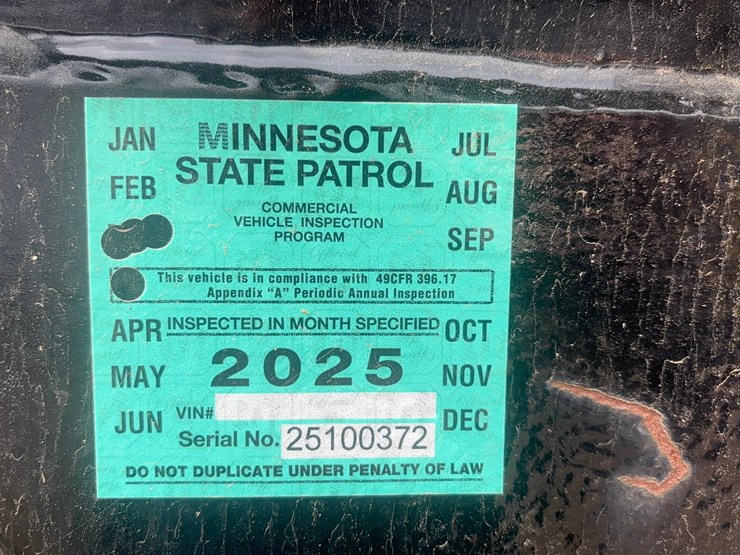 JAN MINNESOTA JUL
FEB STATE PATROL AUG
COMMERCIAL
VEHICLE INSPECTION
PROGRAM SEP
This vehicle is in compliance with 49CFR 396.17
Appendix “A” Periodic Annual Inspection
APR INSPECTED IN MONTH SPECIFIED OCT
MAY 2025 NOV
JUN VIN# DEC
Serial No. 25100372
DO NOT DUPLICATE UNDER PENALTY OF LAW